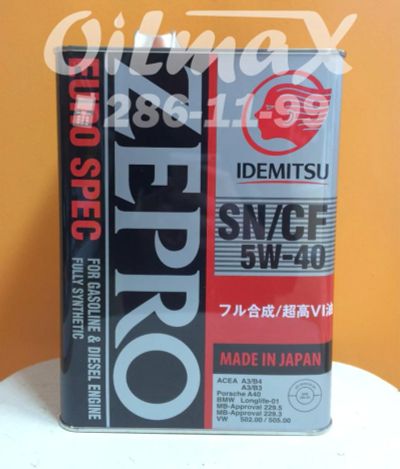 Oilmax
286-11-99
ZEPRO
EURO SPEC
FOR GASOLINE & DIESEL ENGINE
FULLY SYNTHETIC
IDEMITSU
SN/CF
5W-40
フル合成/超高VI油
MADE IN JAPAN
ACEA A3/B4
A3/B3
Porsche A40
BMW Longlife-01
MB-Approval 229.5
MB-Approval 229.3
VW 502.00 / 505.00